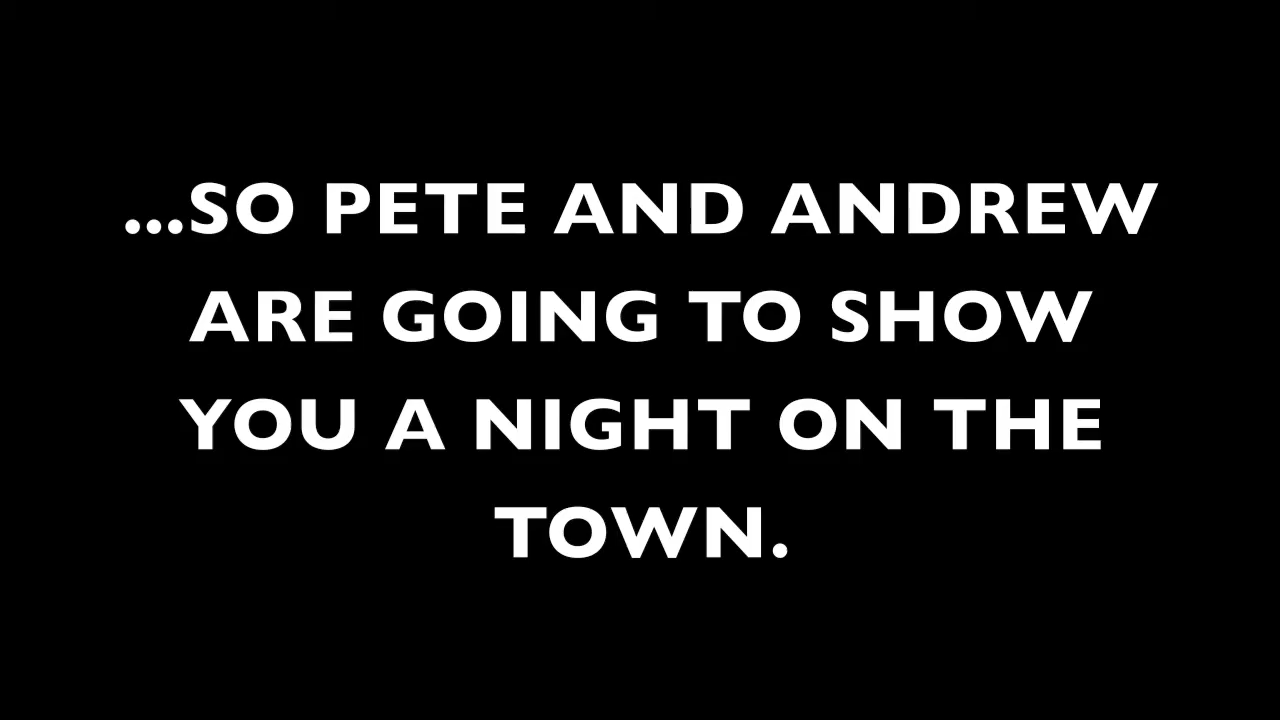 ...SO PETE AND ANDREW
ARE GOING TO SHOW
YOU A NIGHT ON THE
TOWN.